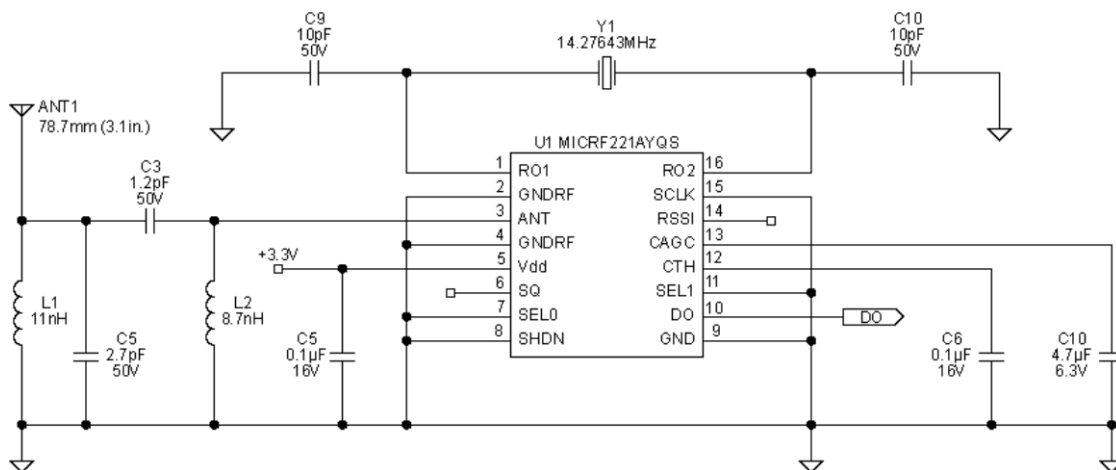 C9
10pF
50V
Y1
14.27643MHz
C10
10pF
50V
ANT1
78.7mm (3.1in.)
U1 MICRF221AYQS
C3
1.2pF
50V
1 RO1
2 GNDRF
3 ANT
4 GNDRF
5 Vdd
6 SQ
7 SEL0
8 SHDN
RO2 16
SCLK 15
RSSI 14
CAGC 13
CTH 12
SEL1 11
DO 10
GND 9
+3.3V
DO
L1
11nH
C5
2.7pF
50V
L2
8.7nH
C5
0.1µF
16V
C6
0.1µF
16V
C10
4.7µF
6.3V